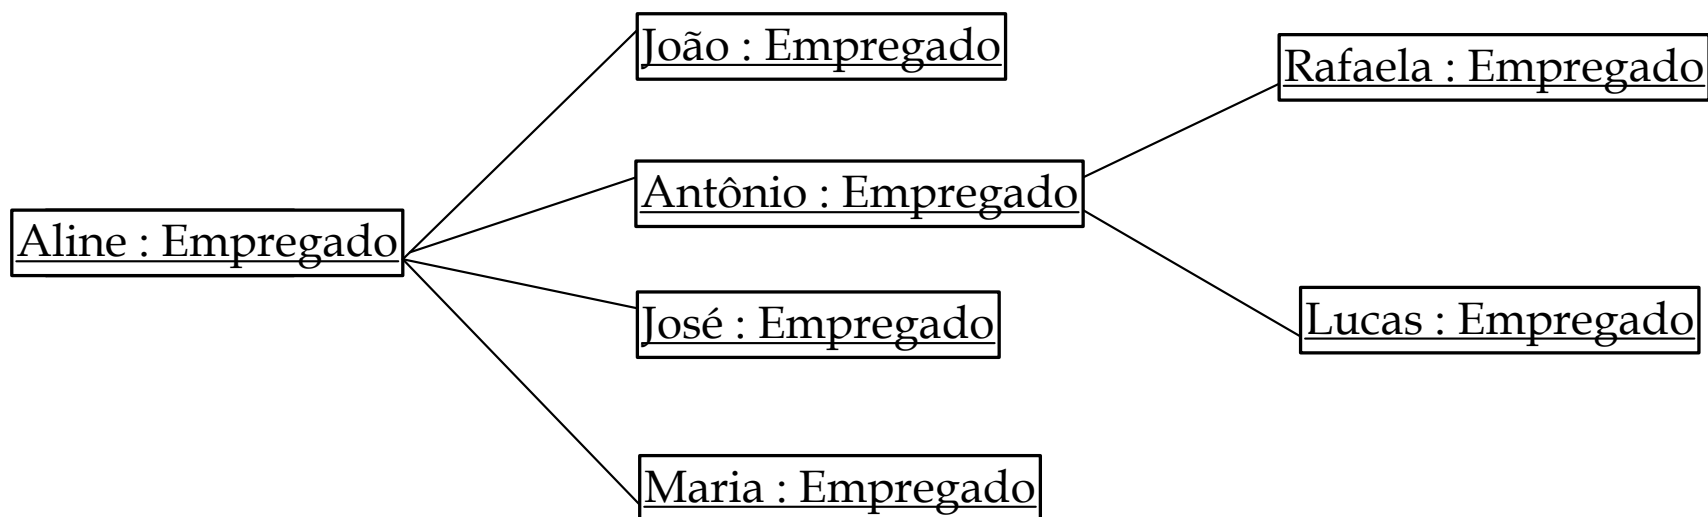 João : Empregado
Rafaela : Empregado
Antônio : Empregado
Aline : Empregado
José : Empregado
Lucas : Empregado
Maria : Empregado